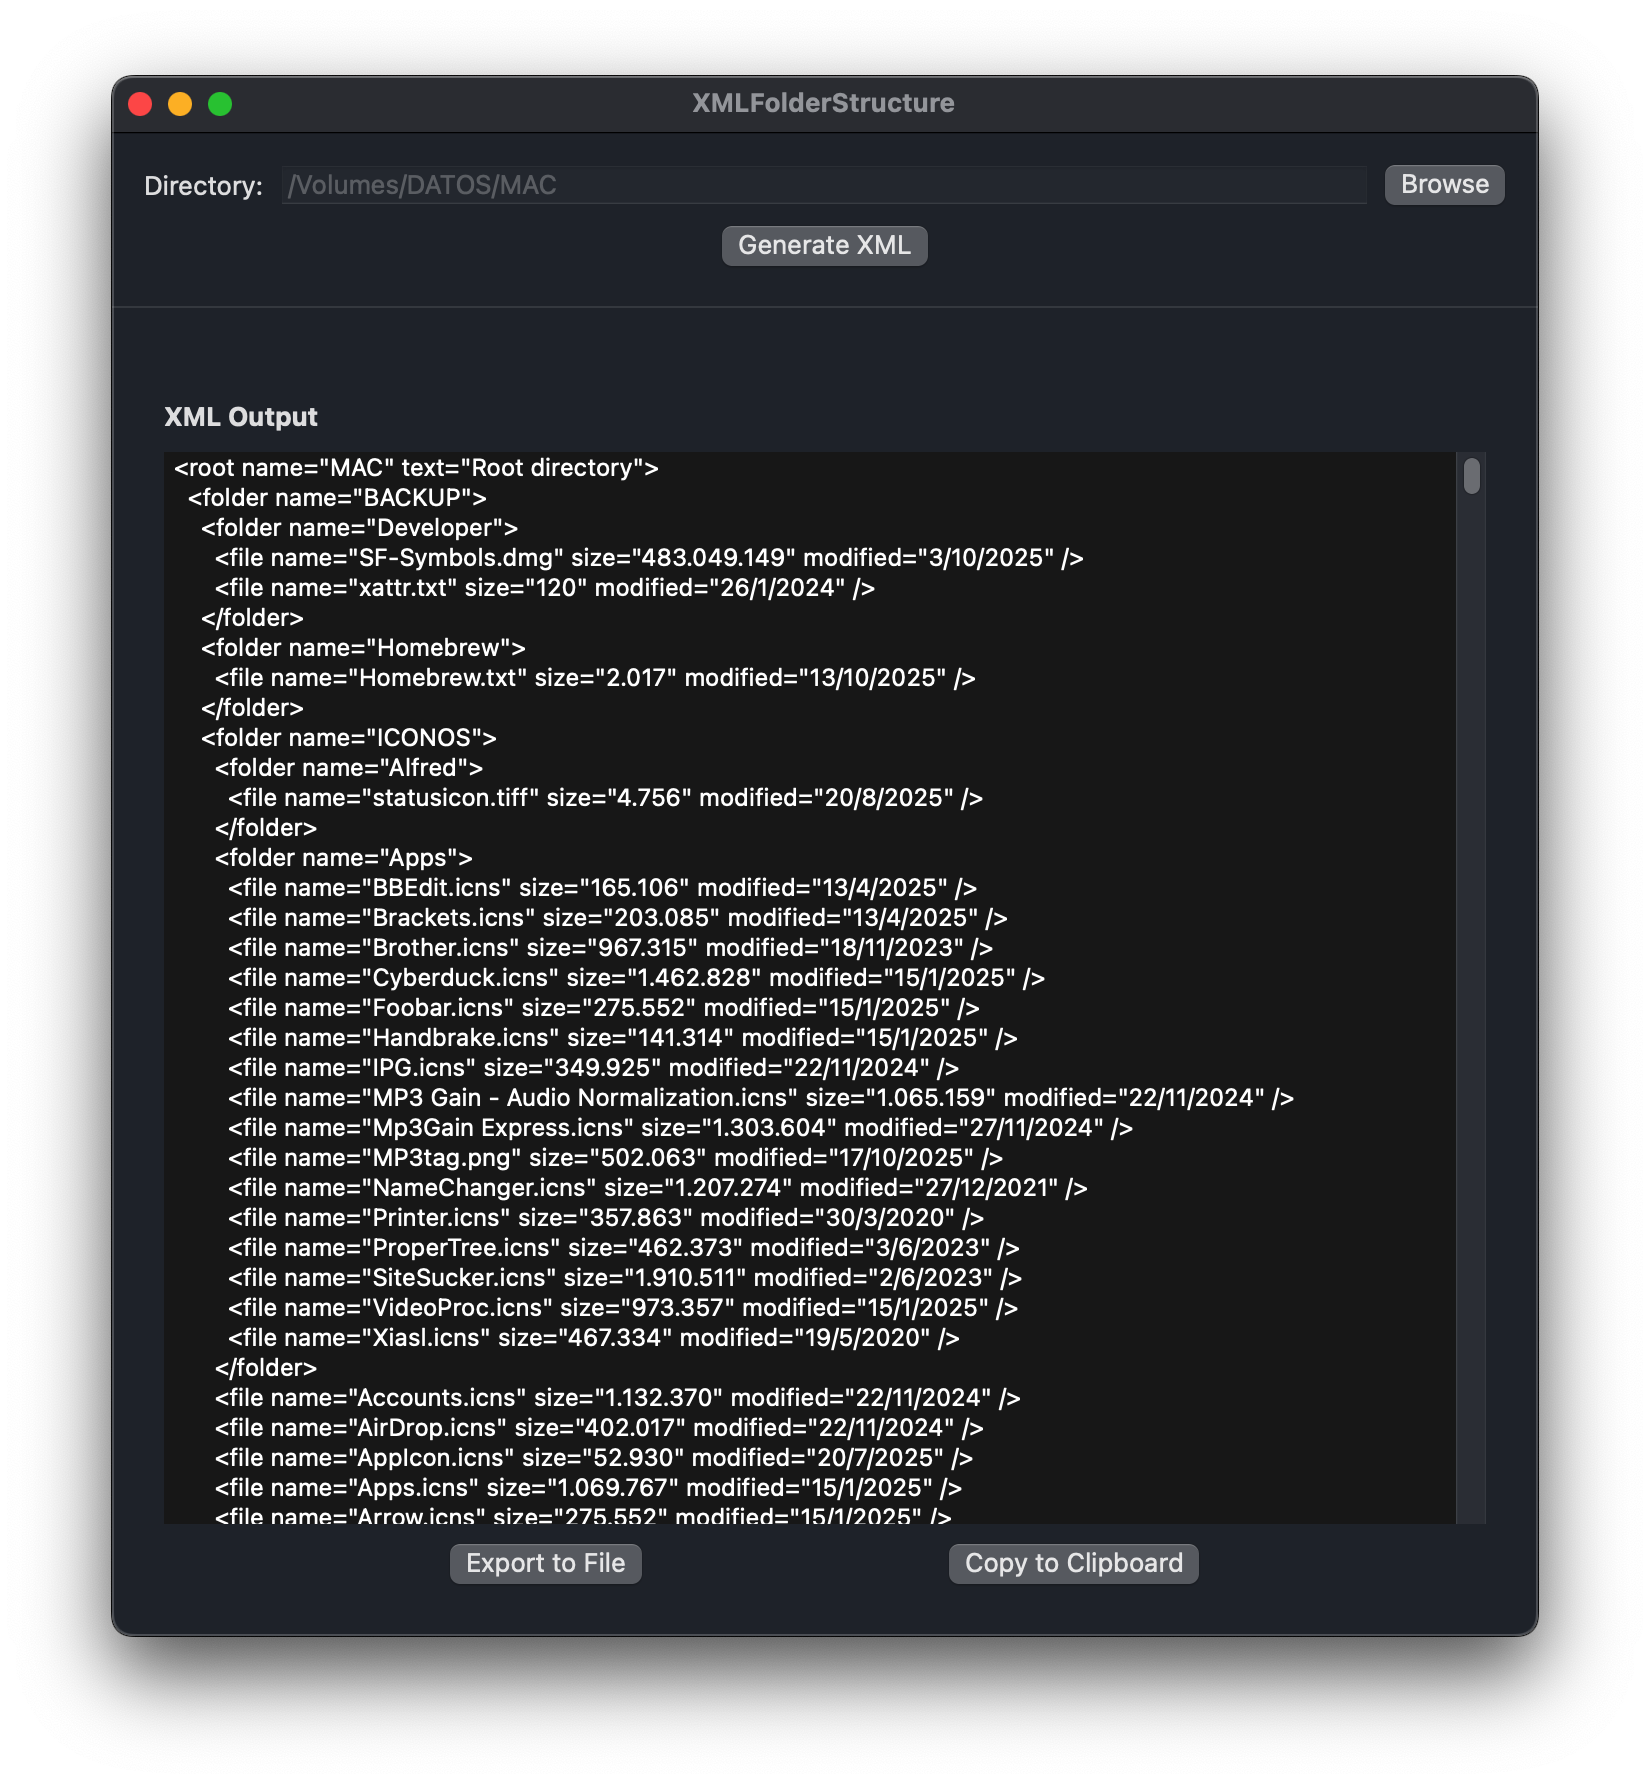 XMLFolderStructure
Directory: /Volumes/DATOS/MAC Browse
Generate XML
XML Output
<root name="MAC" text="Root directory">
<folder name="BACKUP">
<folder name="Developer">
<file name="SF-Symbols.dmg" size="483.049.149" modified="3/10/2025" />
<file name="xattr.txt" size="120" modified="26/1/2024" />
</folder>
<folder name="Homebrew">
<file name="Homebrew.txt" size="2.017" modified="13/10/2025" />
</folder>
<folder name="ICONOS">
<folder name="Alfred">
<file name="statusicon.tiff" size="4.756" modified="20/8/2025" />
</folder>
<folder name="Apps">
<file name="BBEdit.icns" size="165.106" modified="13/4/2025" />
<file name="Brackets.icns" size="203.085" modified="13/4/2025" />
<file name="Brother.icns" size="967.315" modified="18/11/2023" />
<file name="Cyberduck.icns" size="1.462.828" modified="15/1/2025" />
<file name="Foobar.icns" size="275.552" modified="15/1/2025" />
<file name="Handbrake.icns" size="141.314" modified="15/1/2025" />
<file name="IPG.icns" size="349.925" modified="22/11/2024" />
<file name="MP3 Gain - Audio Normalization.icns" size="1.065.159" modified="22/11/2024" />
<file name="Mp3Gain Express.icns" size="1.303.604" modified="27/11/2024" />
<file name="MP3tag.png" size="502.063" modified="17/10/2025" />
<file name="NameChanger.icns" size="1.207.274" modified="27/12/2021" />
<file name="Printer.icns" size="357.863" modified="30/3/2020" />
<file name="ProperTree.icns" size="462.373" modified="3/6/2023" />
<file name="SiteSucker.icns" size="1.910.511" modified="2/6/2023" />
<file name="VideoProc.icns" size="973.357" modified="15/1/2025" />
<file name="Xiasl.icns" size="467.334" modified="19/5/2020" />
</folder>
<file name="Accounts.icns" size="1.132.370" modified="22/11/2024" />
<file name="AirDrop.icns" size="402.017" modified="22/11/2024" />
<file name="AppIcon.icns" size="52.930" modified="20/7/2025" />
<file name="Apps.icns" size="1.069.767" modified="15/1/2025" />
<file name="Arrow.icns" size="275.552" modified="15/1/2025" />
Export to File Copy to Clipboard